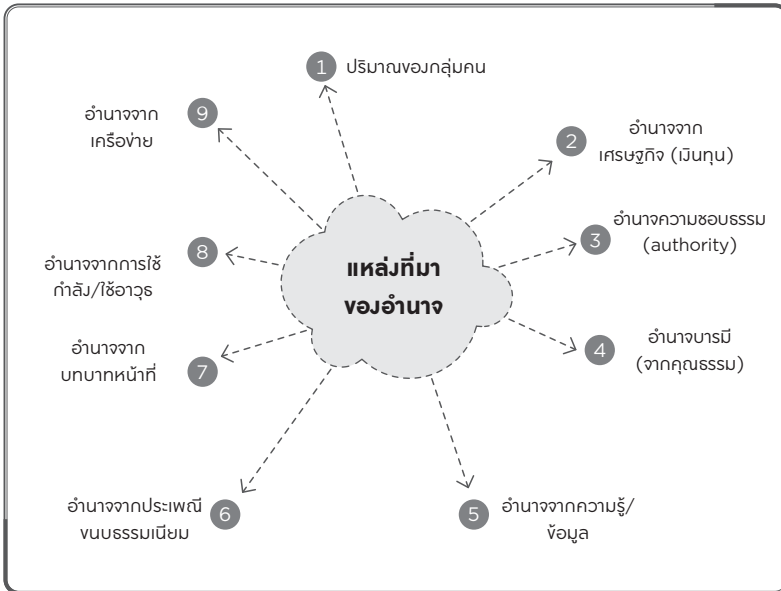 แหล่งที่มา
ของอำนาจ
1 ปริมาณของกลุ่มคน
2 อำนาจจาก
เศรษฐกิจ (เงินทุน)
3 อำนาจความชอบธรรม
(authority)
4 อำนาจบารมี
(จากคุณธรรม)
5 อำนาจจากความรู้/
ข้อมูล
6 อำนาจจากประเพณี
ขนบธรรมเนียม
7 อำนาจจาก
บทบาทหน้าที่
8 อำนาจจากการใช้
กำลัง/ใช้อาวุธ
9 อำนาจจาก
เครือข่าย